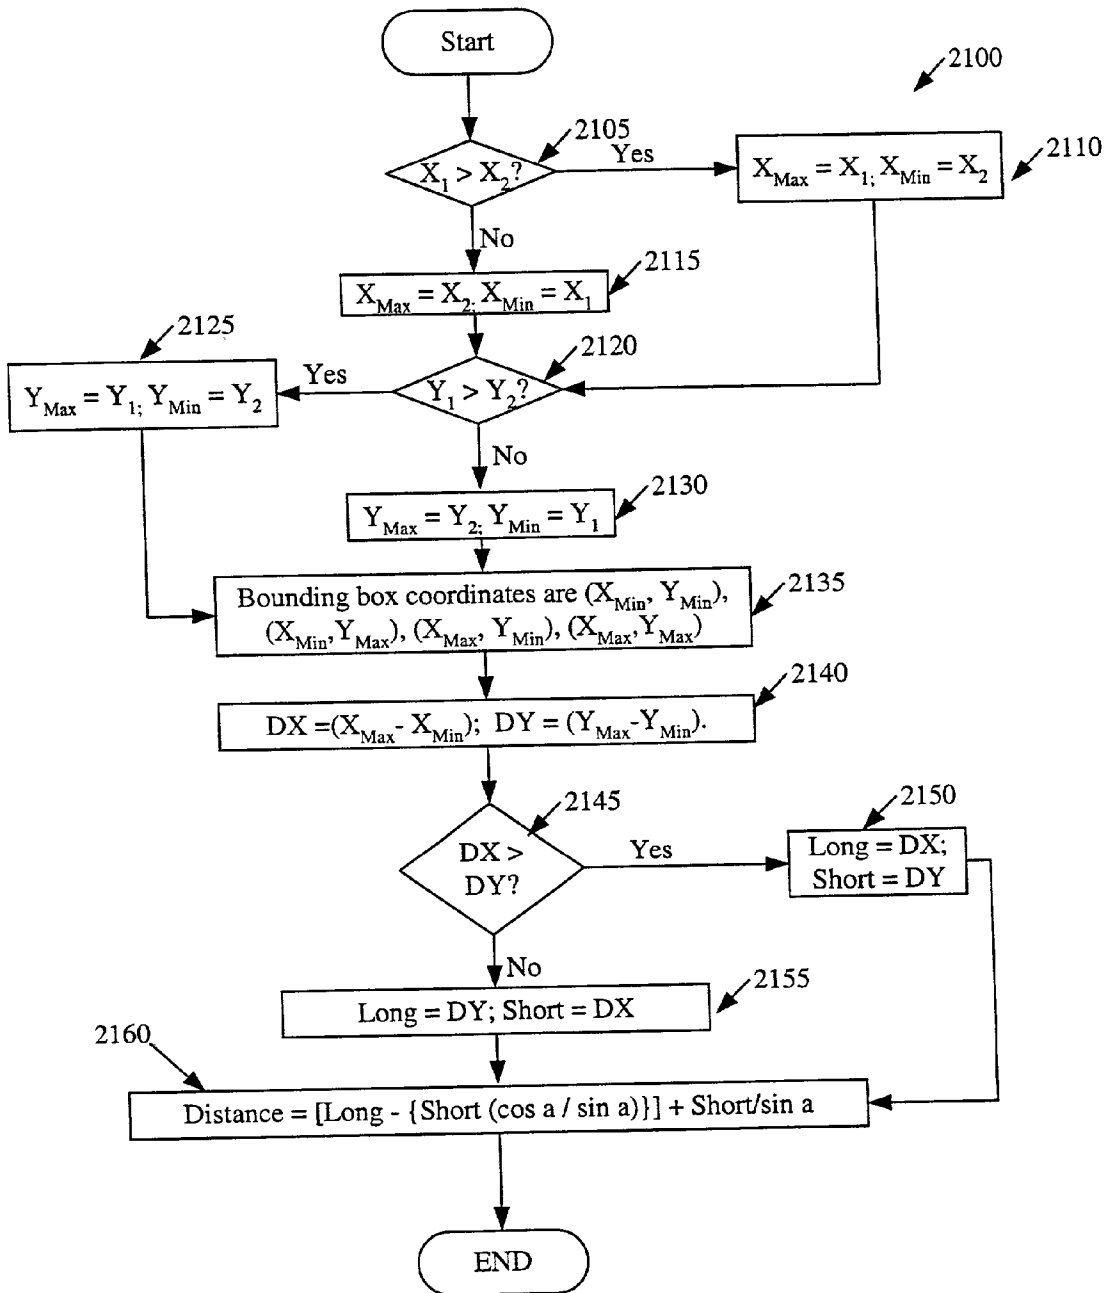 Start
2100
2105
X1 > X2?
Yes
XMax = X1; XMin = X2
2110
No
2115
XMax = X2; XMin = X1
2125
2120
YMax = Y1; YMin = Y2
Yes
Y1 > Y2?
No
2130
YMax = Y2; YMin = Y1
Bounding box coordinates are (XMin, YMin),
(XMin,YMax), (XMax, YMin), (XMax,YMax)
2135
2140
DX =(XMax- XMin); DY = (YMax-YMin).
2145
2150
DX >
DY?
Yes
Long = DX;
Short = DY
No
2155
Long = DY; Short = DX
2160
Distance = [Long - {Short (cos a / sin a)}] + Short/sin a
END